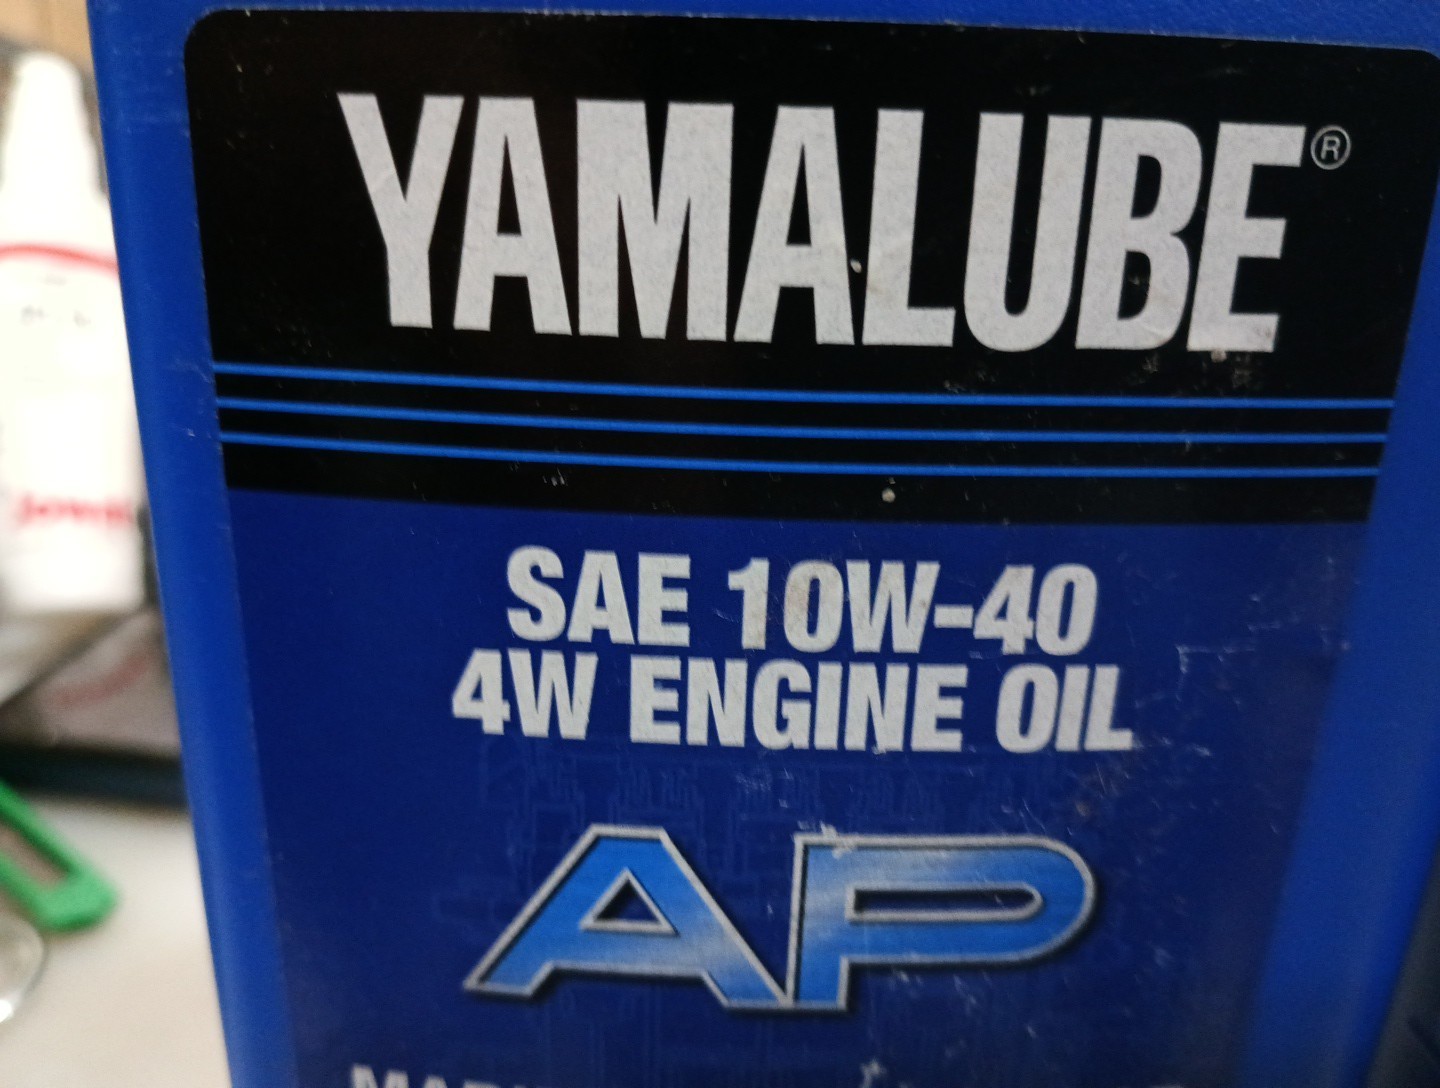 YAMALUBE®
SAE 10W-40
4W ENGINE OIL
AP